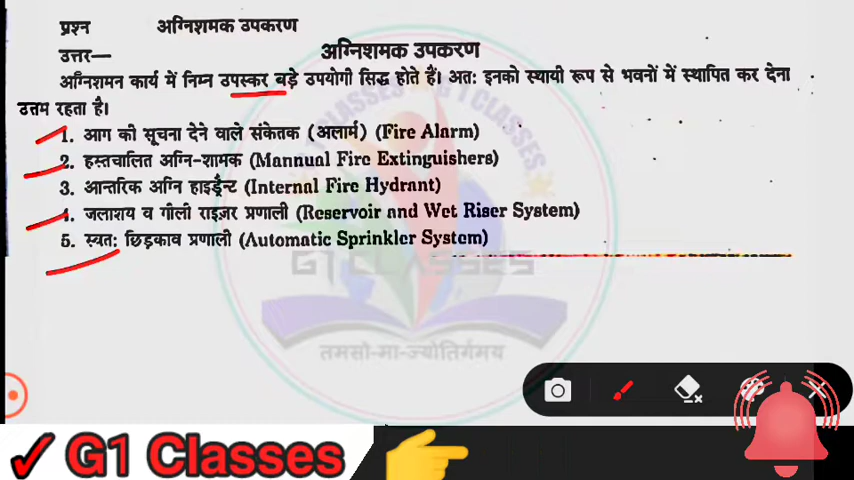 प्रश्न अग्निशमक उपकरण
उत्तर— अग्निशमक उपकरण
अग्निशमन कार्य में निम्न उपस्कर बड़े उपयोगी सिद्ध होते हैं। अतः इनको स्थायी रूप से भवनों में स्थापित कर देना
उत्तम रहता है।
1. आग की सूचना देने वाले संकेतक (अलार्म) (Fire Alarm)
2. हस्तचालित अग्नि-शामक (Mannual Fire Extinguishers)
3. आन्तरिक अग्नि हाइड्रेन्ट (Internal Fire Hydrant)
4. जलाशय व गीली राइज़र प्रणाली (Reservoir and Wet Riser System)
5. स्वत: छिड़काव प्रणाली (Automatic Sprinkler System)
G1 CLASSES
तमसो-मा-ज्योतिर्गमय
G1 Classes